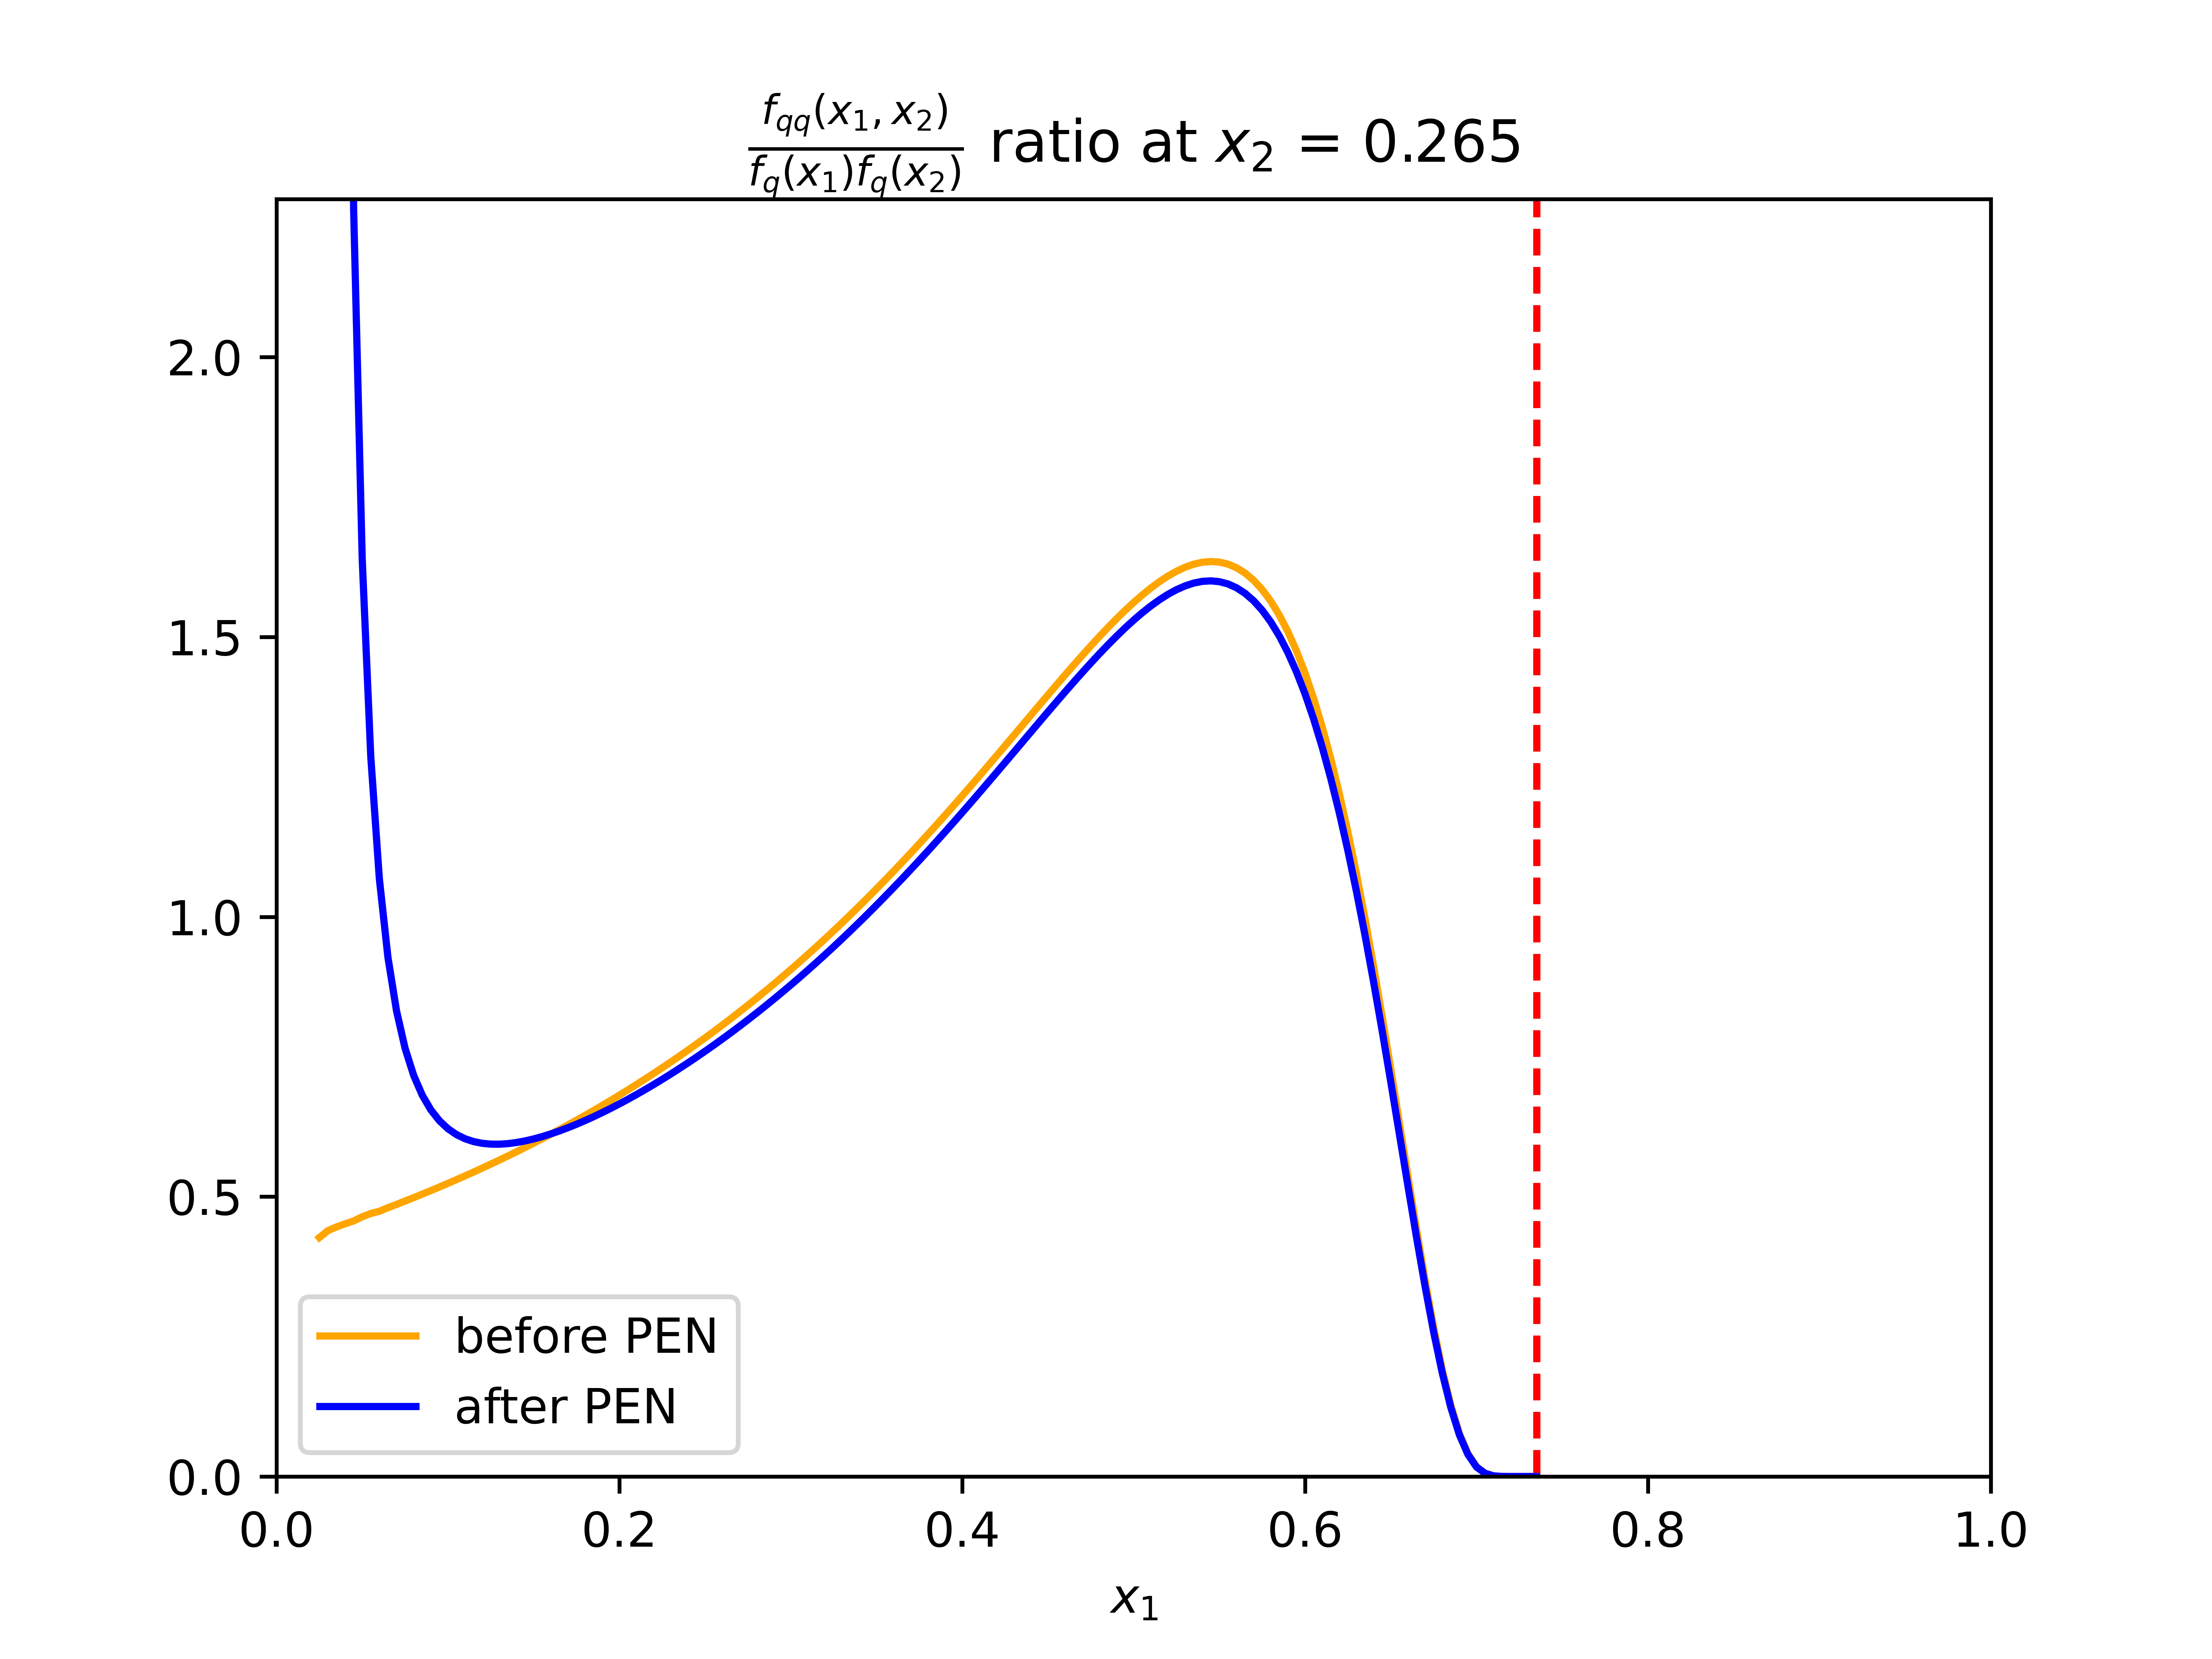 f_qq(x_1, x_2) / f_q(x_1) f_q(x_2) ratio at x_2 = 0.265
2.0
1.5
1.0
0.5
0.0
before PEN
after PEN
0.0 0.2 0.4 0.6 0.8 1.0
x_1